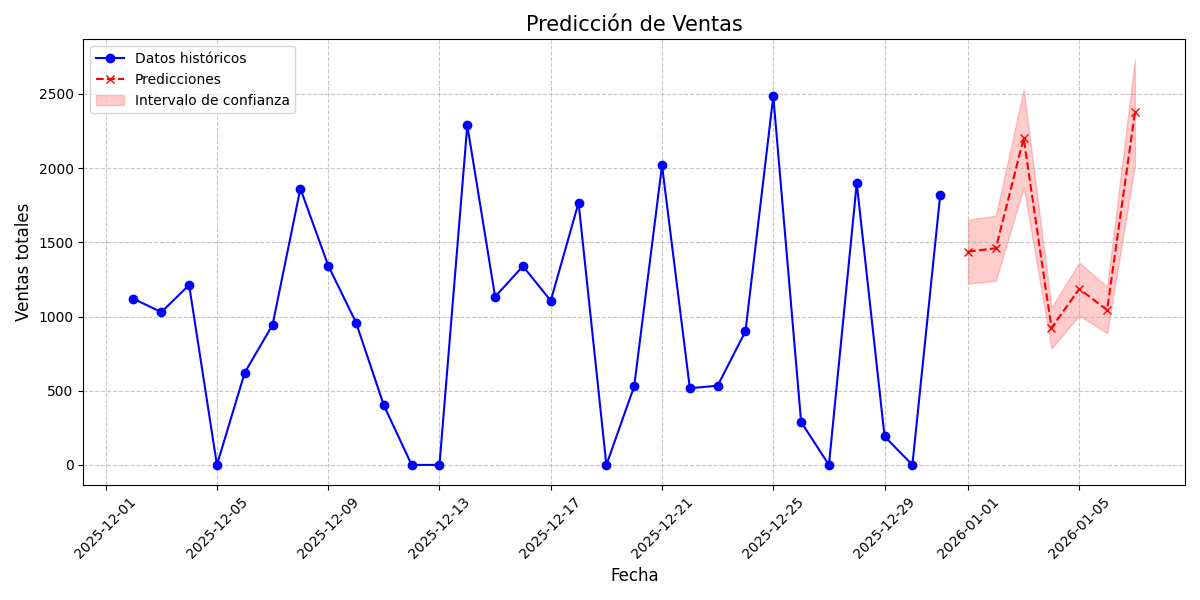 Predicción de Ventas
Datos históricos
Predicciones
Intervalo de confianza
Ventas totales
2500
2000
1500
1000
500
0
2025-12-01
2025-12-05
2025-12-09
2025-12-13
2025-12-17
2025-12-21
2025-12-25
2025-12-29
2026-01-01
2026-01-05
Fecha